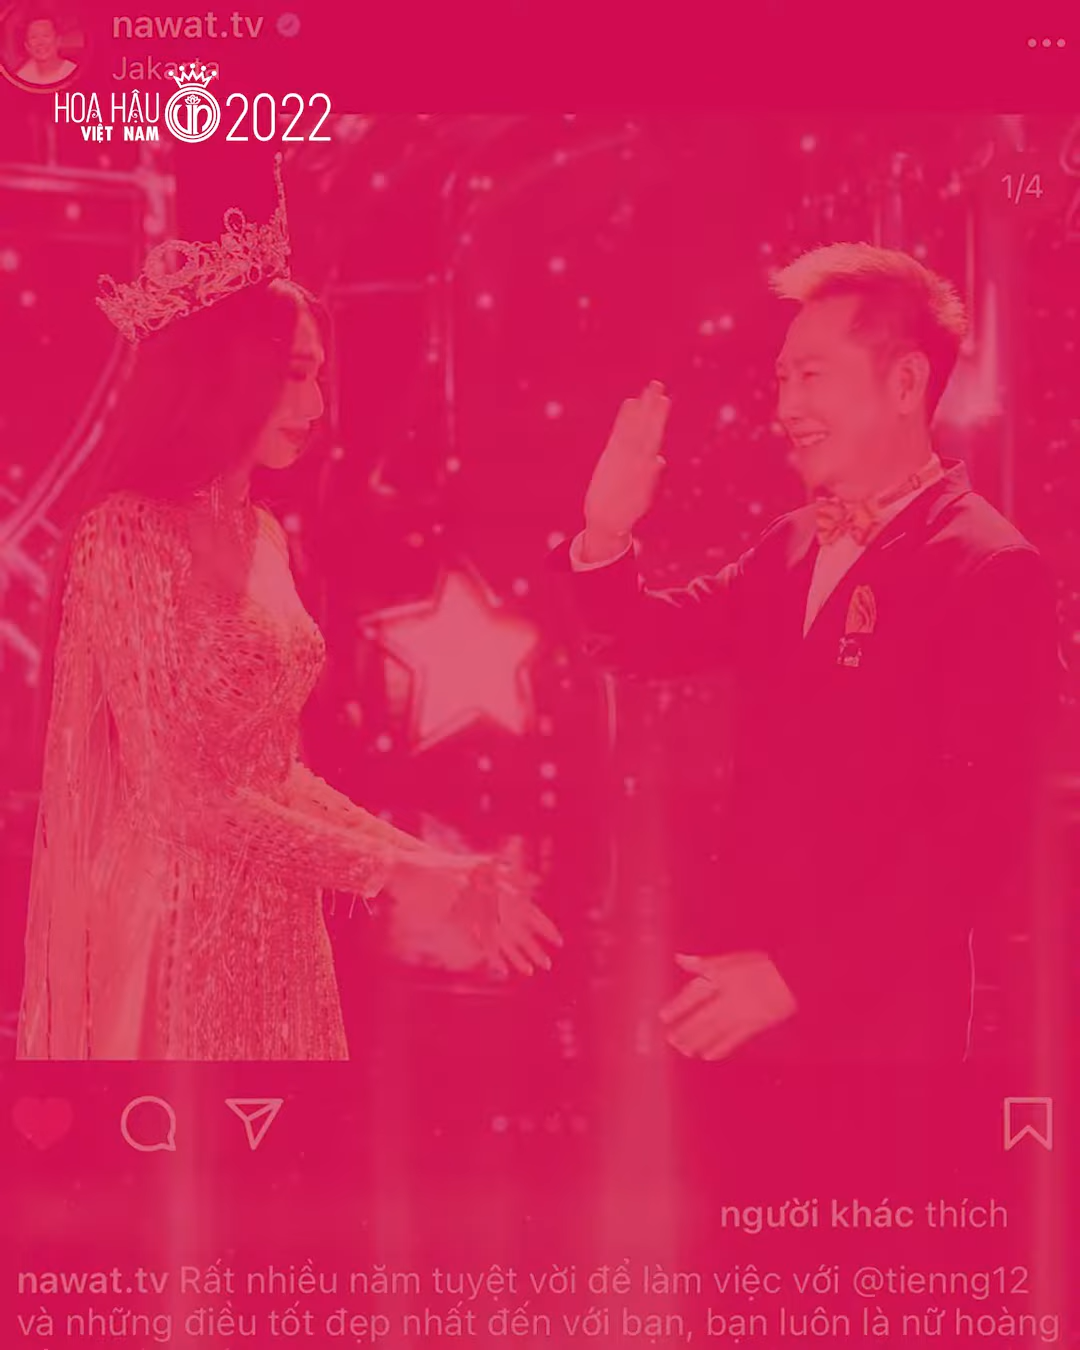 nawat.tv
Jakarta
HOA HẬU
VIỆT NAM
2022
1/4
người khác thích
nawat.tv Rất nhiều năm tuyệt vời để làm việc với @tienng12
và những điều tốt đẹp nhất đến với bạn, bạn luôn là nữ hoàng